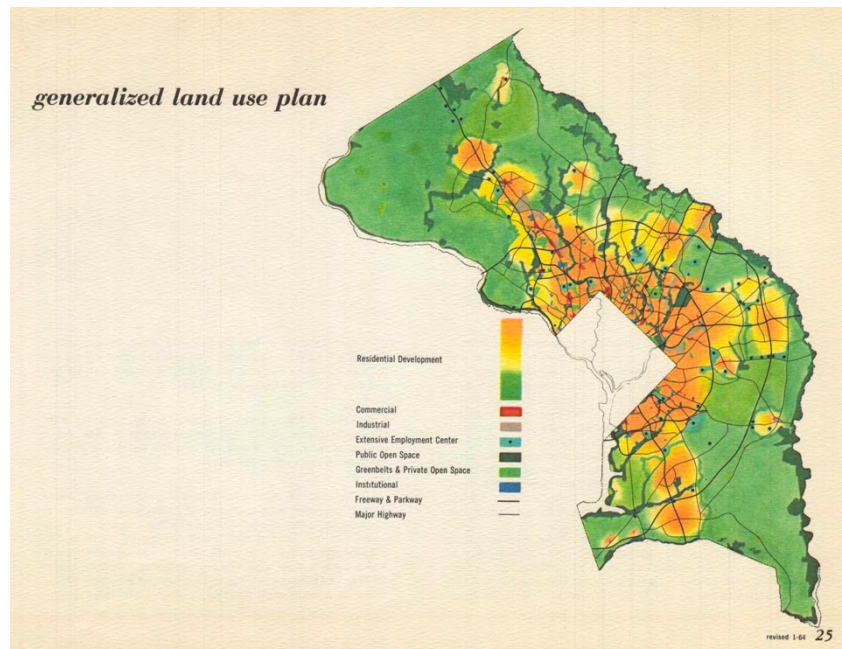 generalized land use plan
Residential Development
Commercial
Industrial
Extensive Employment Center
Public Open Space
Greenbelts & Private Open Space
Institutional
Freeway & Parkway
Major Highway
revised 1-64 25